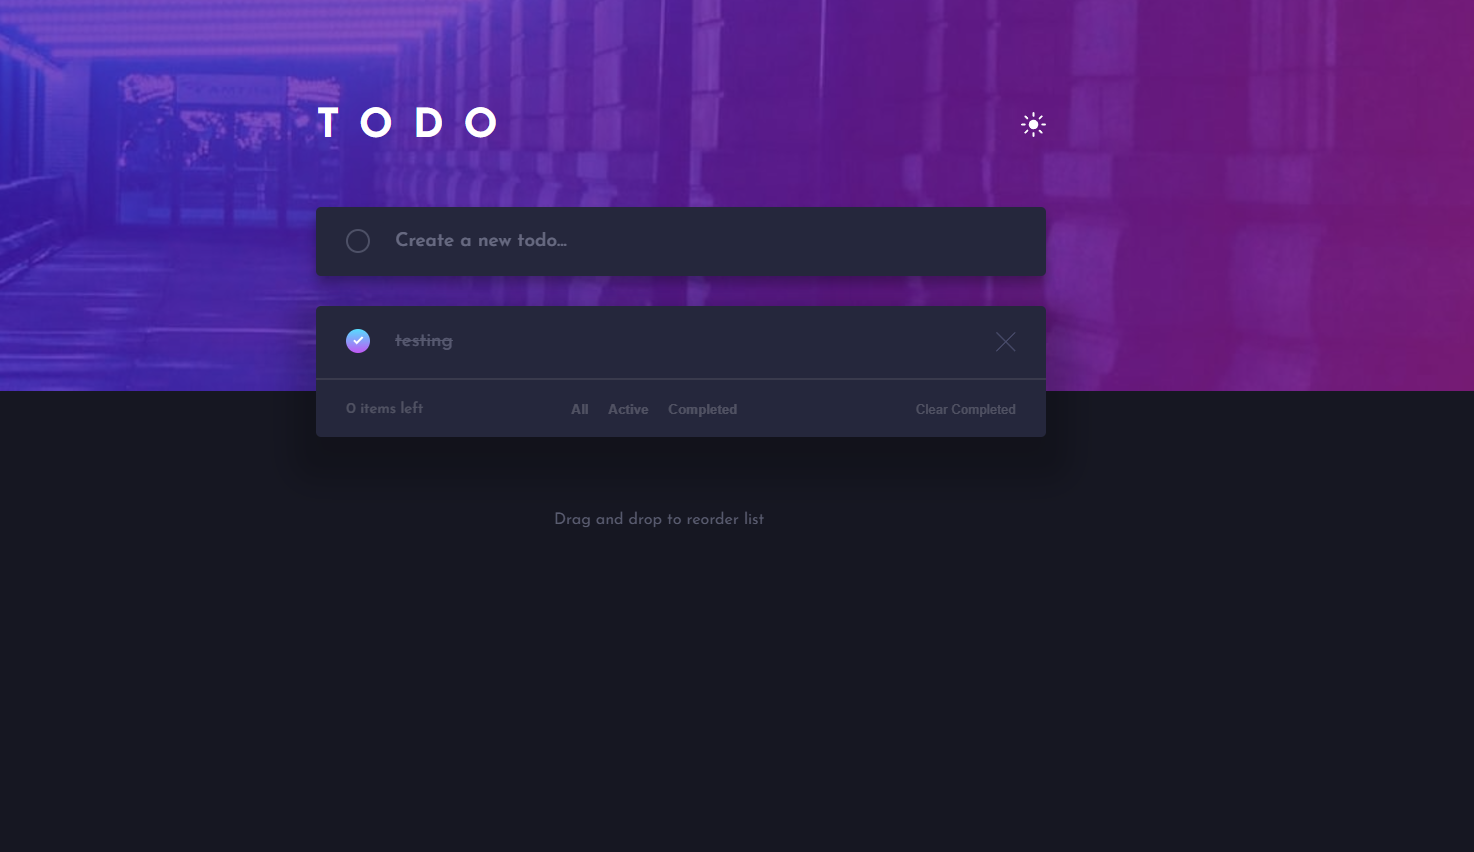 TODO
Create a new todo...
testing
0 items left All Active Completed Clear Completed
Drag and drop to reorder list